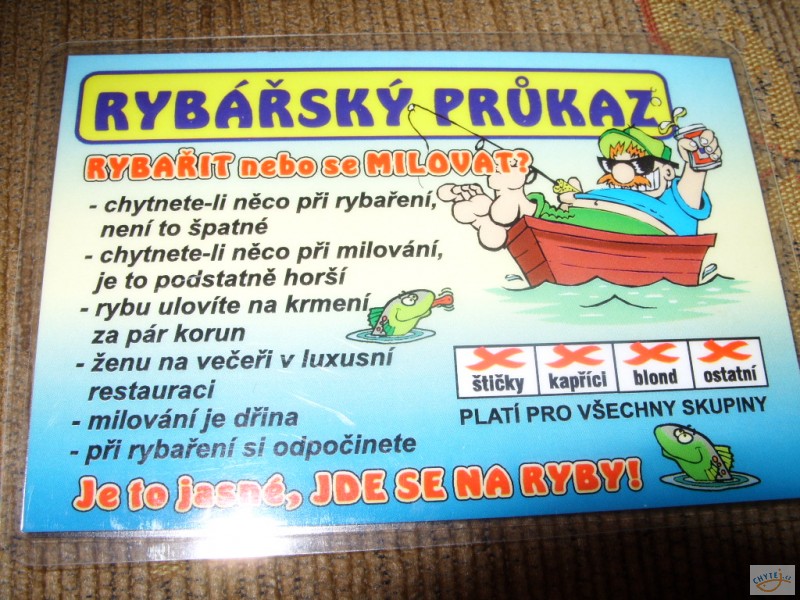 RYBÁŘSKÝ PRŮKAZ
RYBAŘIT nebo se MILOVAT?
- chytnete-li něco při rybaření,
není to špatné
- chytnete-li něco při milování,
je to podstatně horší
- rybu ulovíte na krmení
za pár korun
- ženu na večeři v luxusní
restauraci
- milování je dřina
- při rybaření si odpočinete
štičky kapříci blond ostatní
PLATÍ PRO VŠECHNY SKUPINY
Je to jasné, JDE SE NA RYBY!
CHYTEJ.cz